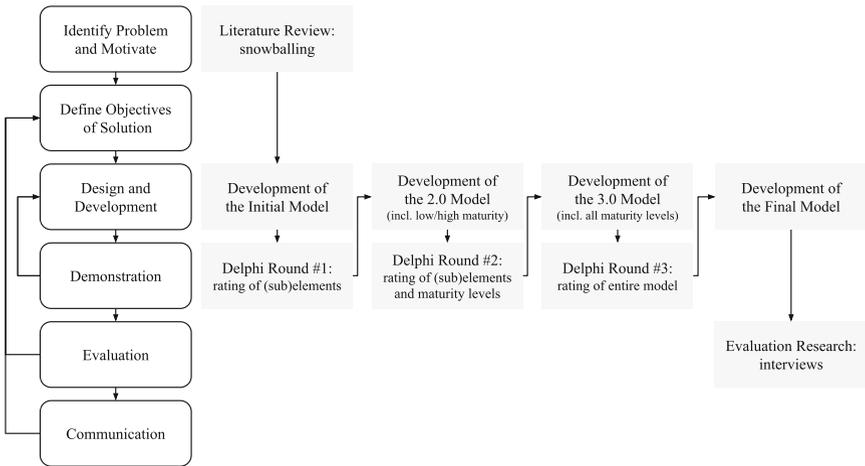 Identify Problem
and Motivate
Literature Review:
snowballing
Define Objectives
of Solution
Design and
Development
Development of
the Initial Model
Development of
the 2.0 Model
(incl. low/high maturity)
Development of
the 3.0 Model
(incl. all maturity levels)
Development of
the Final Model
Demonstration
Delphi Round #1:
rating of (sub)elements
Delphi Round #2:
rating of (sub)elements
and maturity levels
Delphi Round #3:
rating of entire model
Evaluation
Evaluation Research:
interviews
Communication